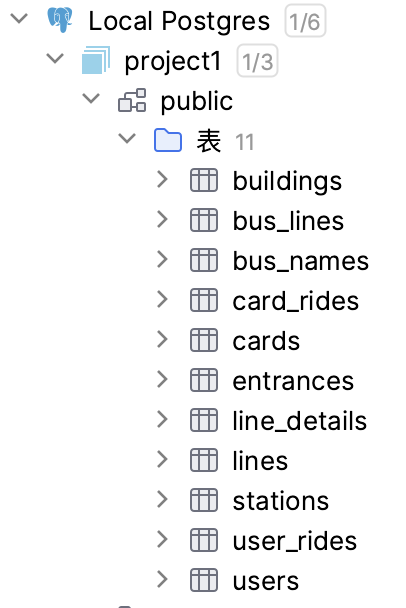 Local Postgres 1/6
project1 1/3
public
表 11
buildings
bus_lines
bus_names
card_rides
cards
entrances
line_details
lines
stations
user_rides
users